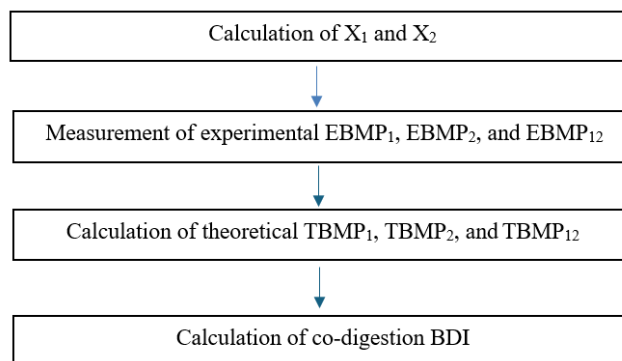 Calculation of X₁ and X₂
Measurement of experimental EBMP₁, EBMP₂, and EBMP₁₂
Calculation of theoretical TBMP₁, TBMP₂, and TBMP₁₂
Calculation of co-digestion BDI